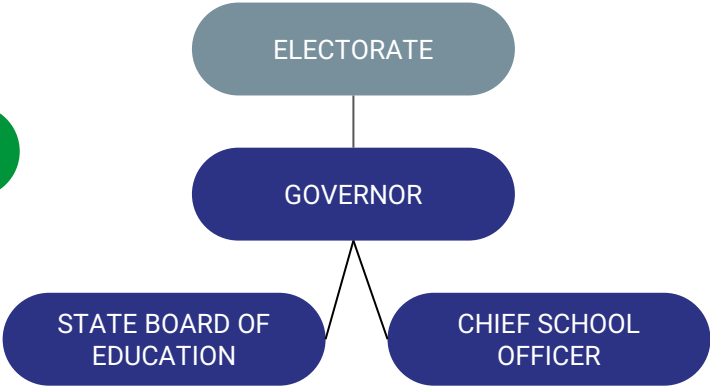 ELECTORATE
GOVERNOR
STATE BOARD OF
EDUCATION
CHIEF SCHOOL
OFFICER